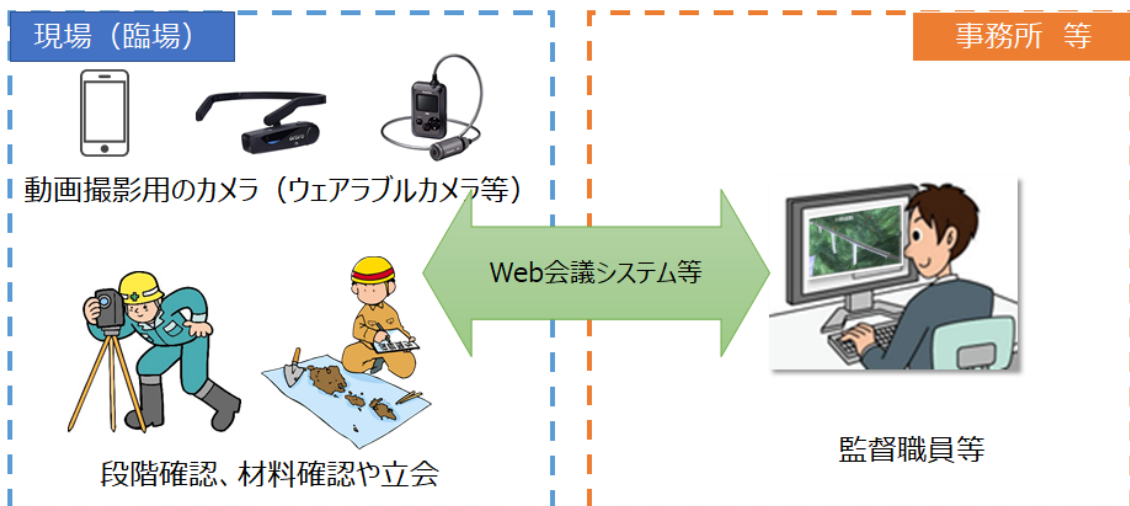 現場（臨場）
事務所 等
動画撮影用のカメラ（ウェアラブルカメラ等）
Web会議システム等
段階確認、材料確認や立会
監督職員等